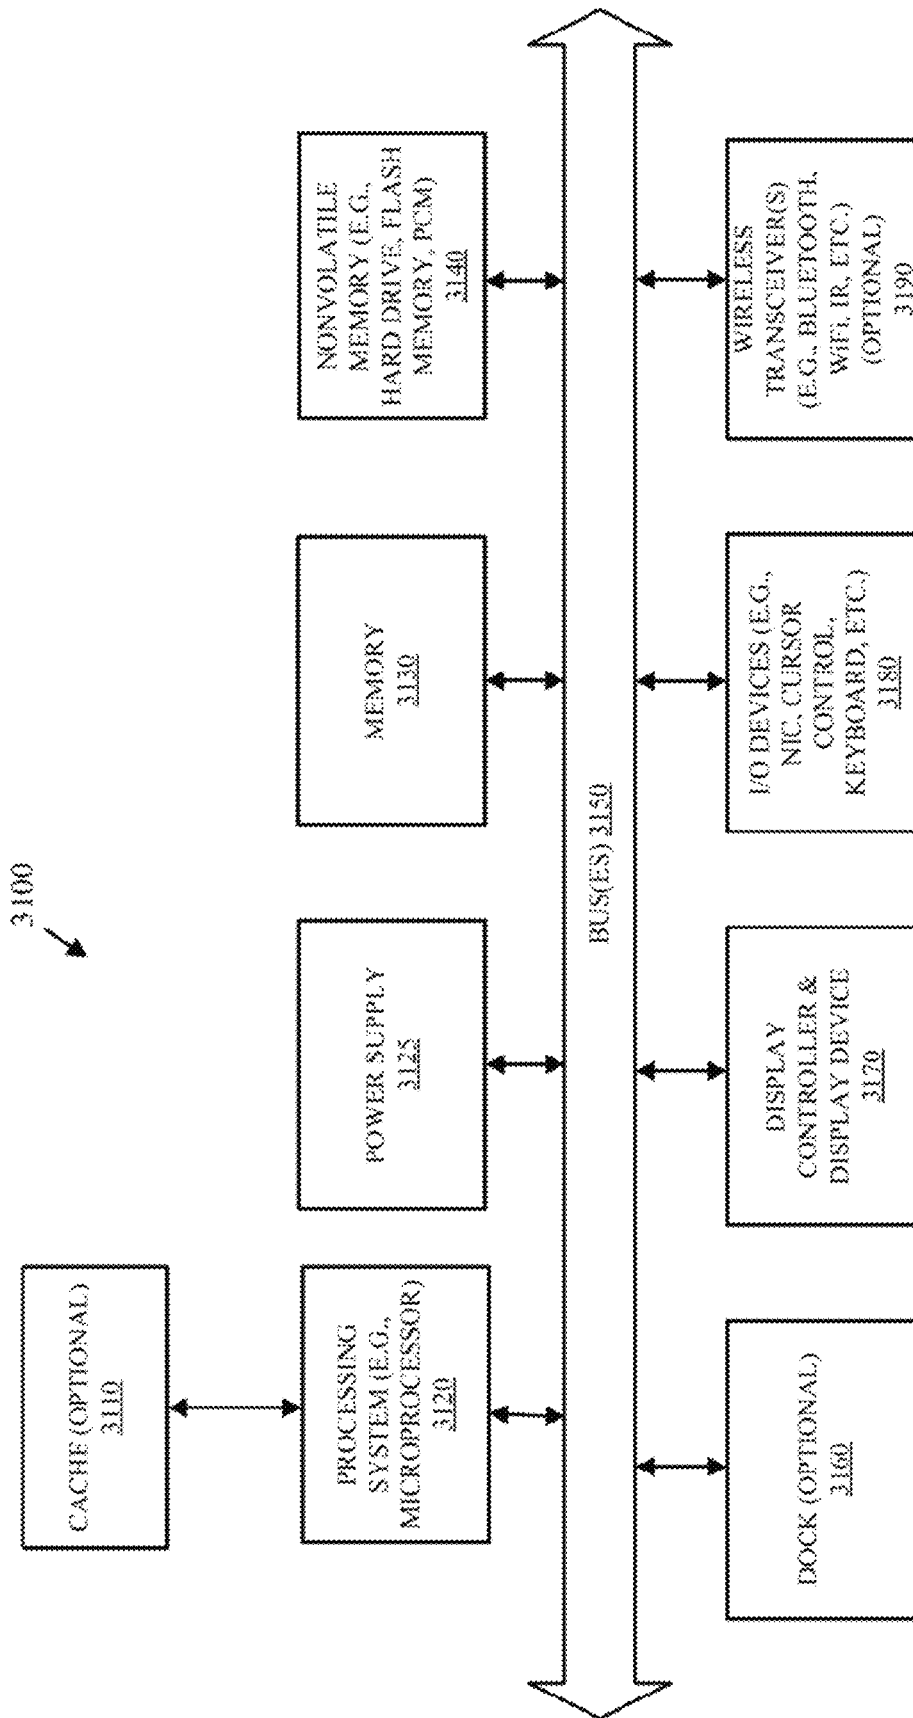 3100
CACHE (OPTIONAL)
3110
PROCESSING
SYSTEM (E.G.,
MICROPROCESSOR)
3120
POWER SUPPLY
3125
MEMORY
3130
NONVOLATILE
MEMORY (E.G.,
HARD DRIVE, FLASH
MEMORY, PCM)
3140
BUS(ES) 3150
DOCK (OPTIONAL)
3160
DISPLAY
CONTROLLER &
DISPLAY DEVICE
3170
I/O DEVICES (E.G.,
NIC, CURSOR
CONTROL,
KEYBOARD, ETC.)
3180
WIRELESS
TRANSCEIVER(S)
(E.G., BLUETOOTH,
WiFi, IR, ETC.)
(OPTIONAL)
3190